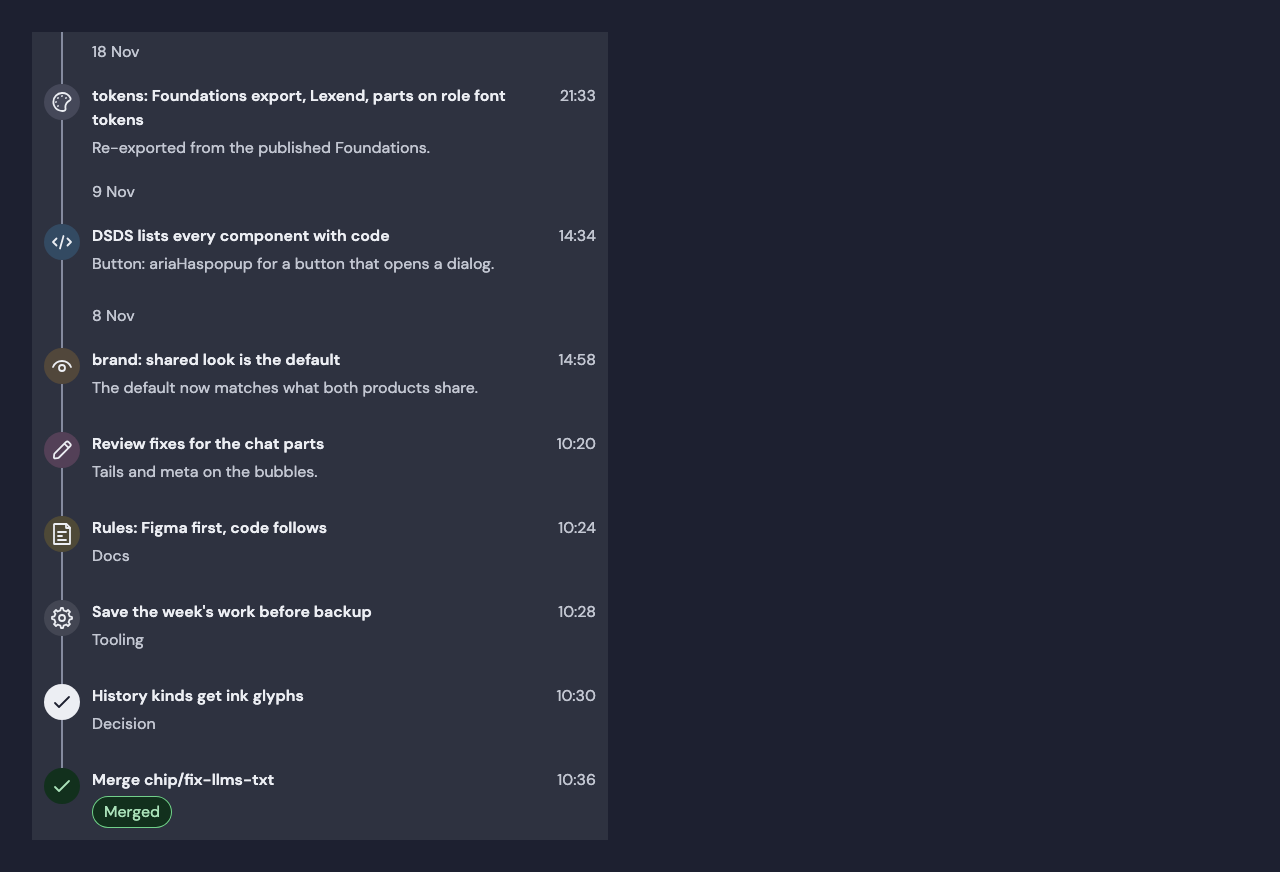 18 Nov
tokens: Foundations export, Lexend, parts on role font
tokens
21:33
Re-exported from the published Foundations.
9 Nov
DSDS lists every component with code
14:34
Button: ariaHaspopup for a button that opens a dialog.
8 Nov
brand: shared look is the default
14:58
The default now matches what both products share.
Review fixes for the chat parts
10:20
Tails and meta on the bubbles.
Rules: Figma first, code follows
10:24
Docs
Save the week's work before backup
10:28
Tooling
History kinds get ink glyphs
10:30
Decision
Merge chip/fix-llms-txt
10:36
Merged